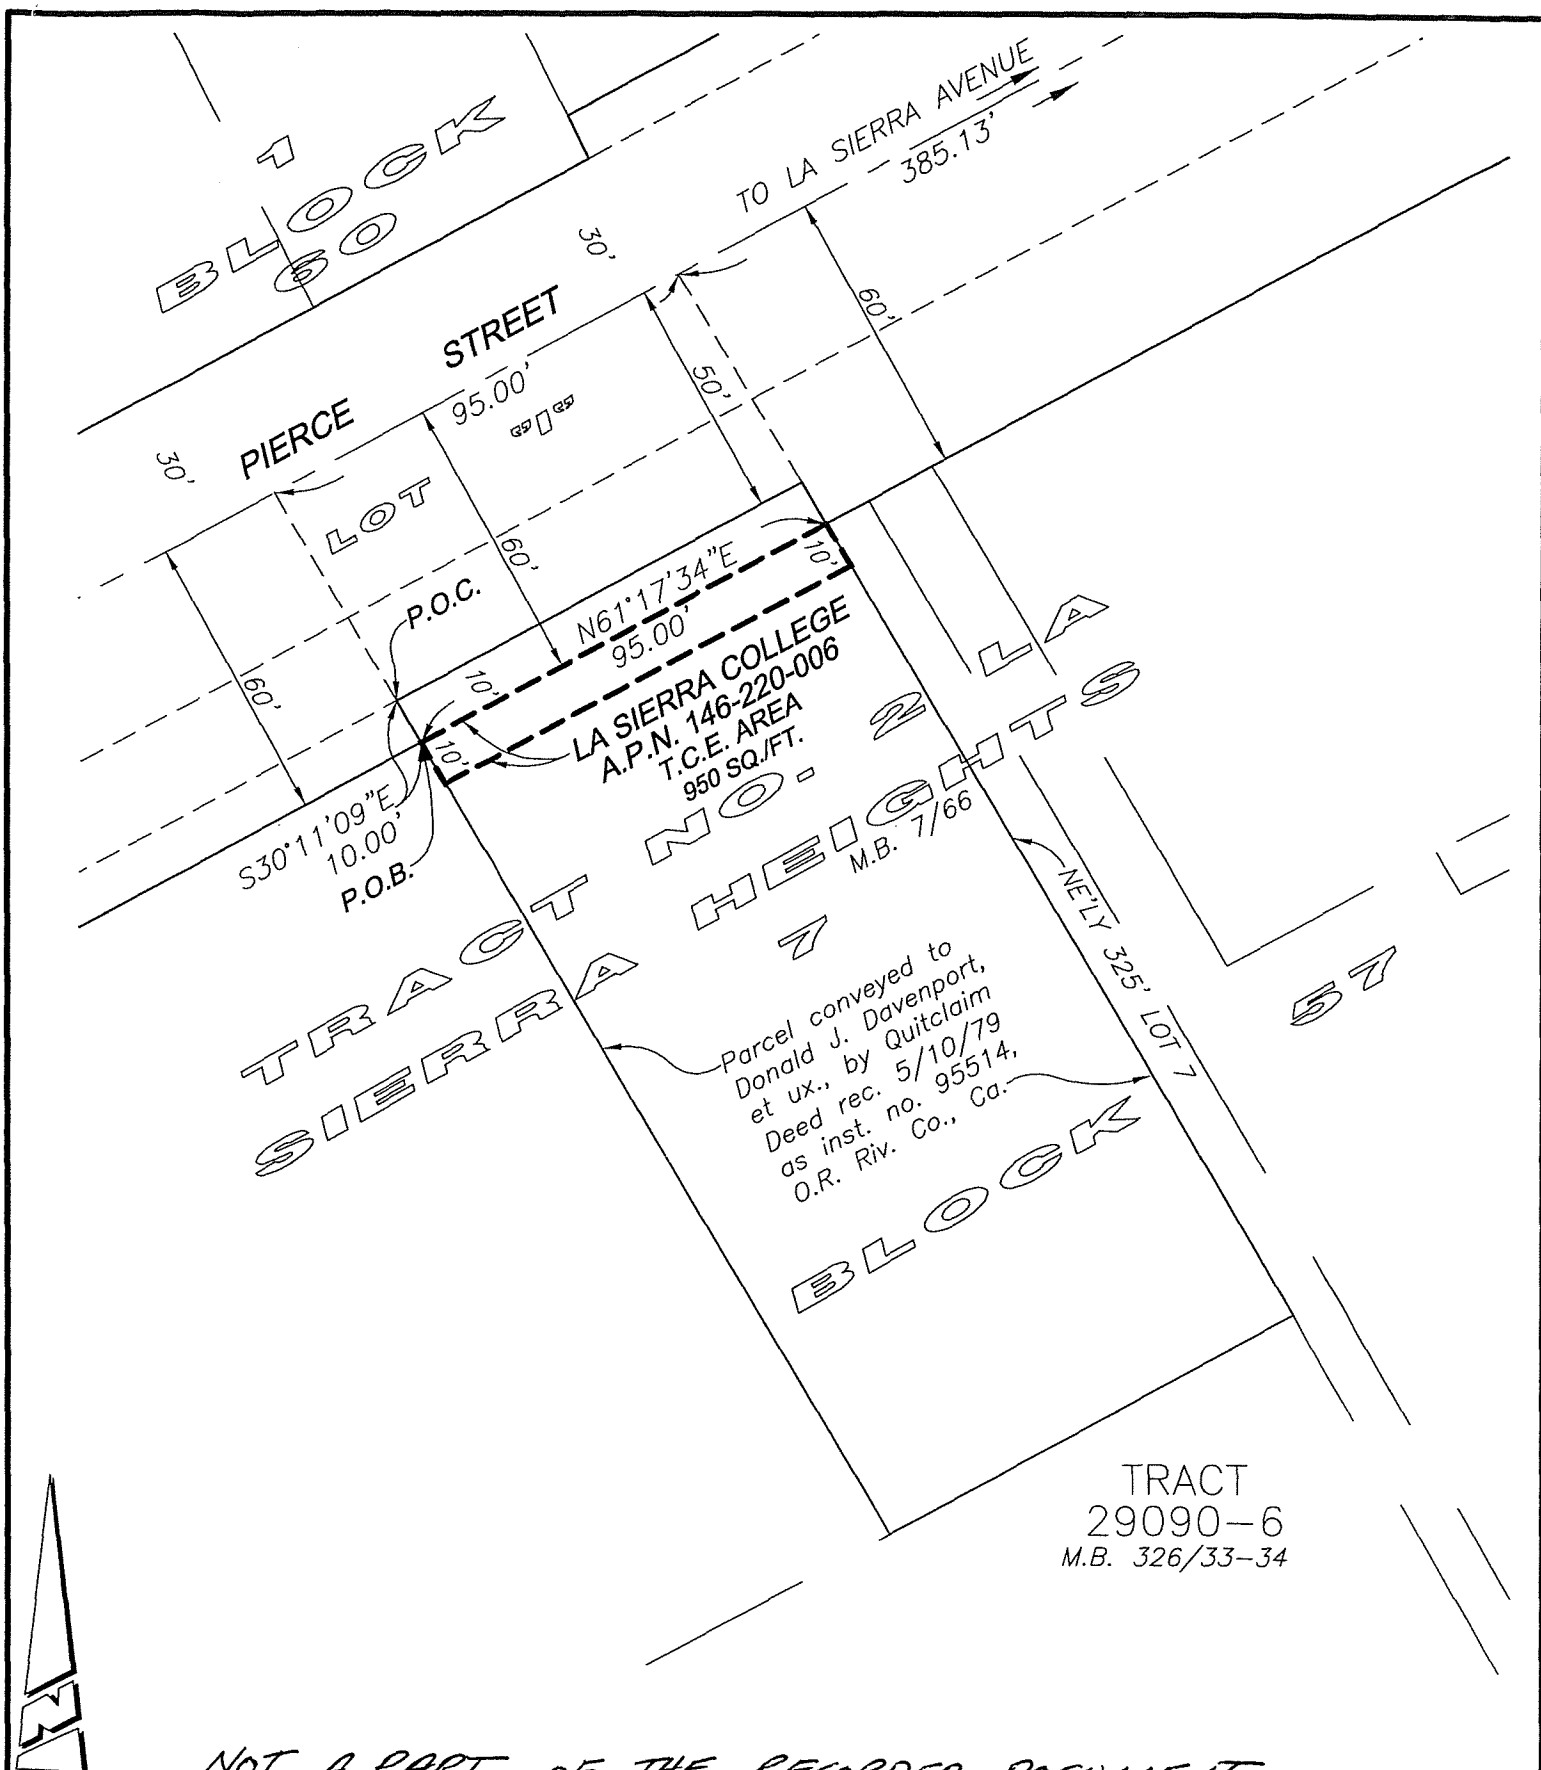 1
BLOCK
60
TO LA SIERRA AVENUE
385.13'
30'
60'
PIERCE STREET
95.00'
"I"
50'
30'
LOT
60'
P.O.C.
N61°17'34"E
95.00'
10'
10'
10'
60'
LA SIERRA COLLEGE
A.P.N. 146-220-006
T.C.E. AREA
950 SQ./FT.
S30°11'09"E
10.00'
P.O.B.
TRACT NO. 2 LA
SIERRA HEIGHTS
M.B. 7/66
7
NE'LY 325' LOT 7
57
Parcel conveyed to
Donald J. Davenport,
et ux., by Quitclaim
Deed rec. 5/10/79
as inst. no. 95514,
O.R. Riv. Co., Ca.
BLOCK
TRACT
29090-6
M.B. 326/33-34
N
NOT A PART OF THE RECORDED DOCUMENT